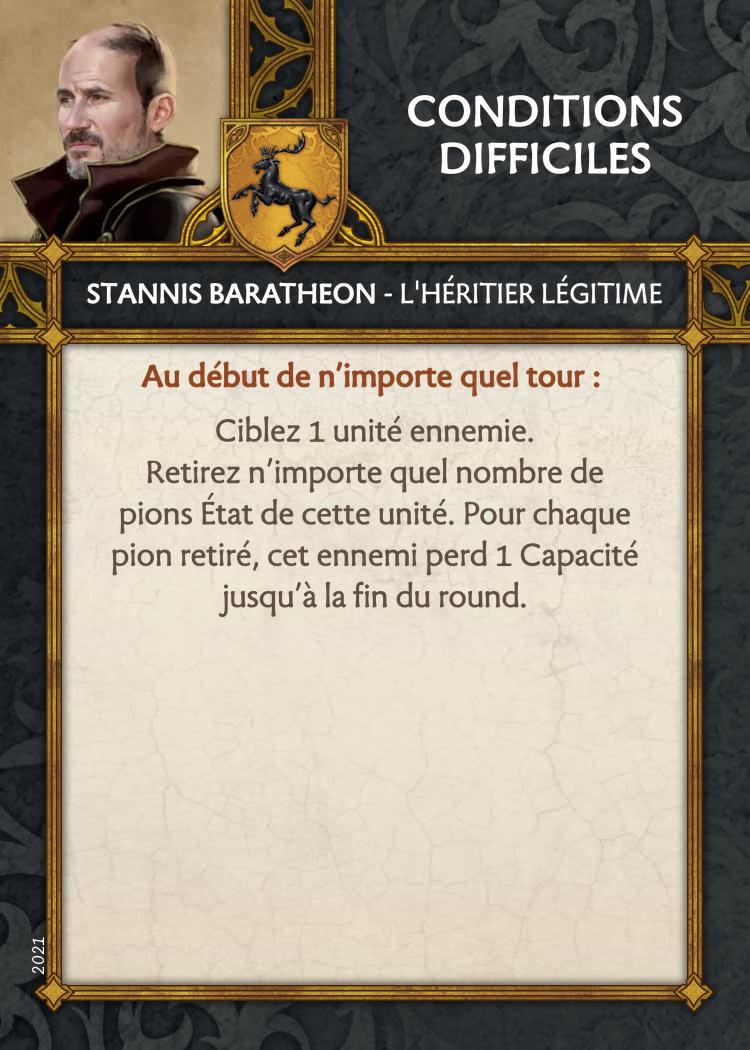 CONDITIONS
DIFFICILES
STANNIS BARATHEON - L'HÉRITIER LÉGITIME
Au début de n’importe quel tour :
Ciblez 1 unité ennemie.
Retirez n’importe quel nombre de
pions État de cette unité. Pour chaque
pion retiré, cet ennemi perd 1 Capacité
jusqu’à la fin du round.
2021